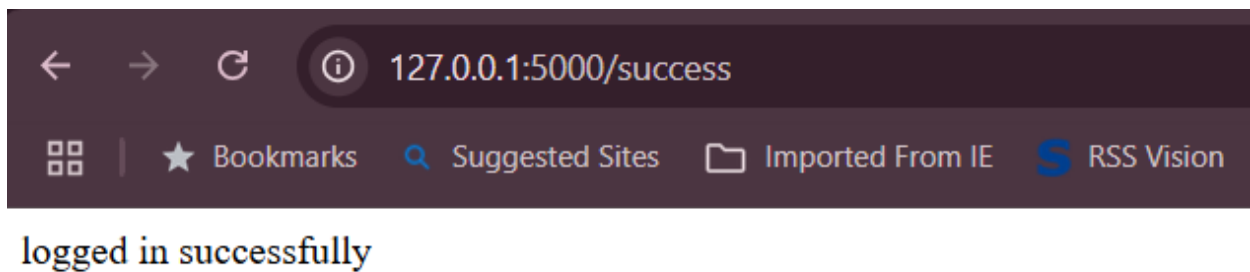 127.0.0.1:5000/success
Bookmarks Suggested Sites Imported From IE S RSS Vision
logged in successfully